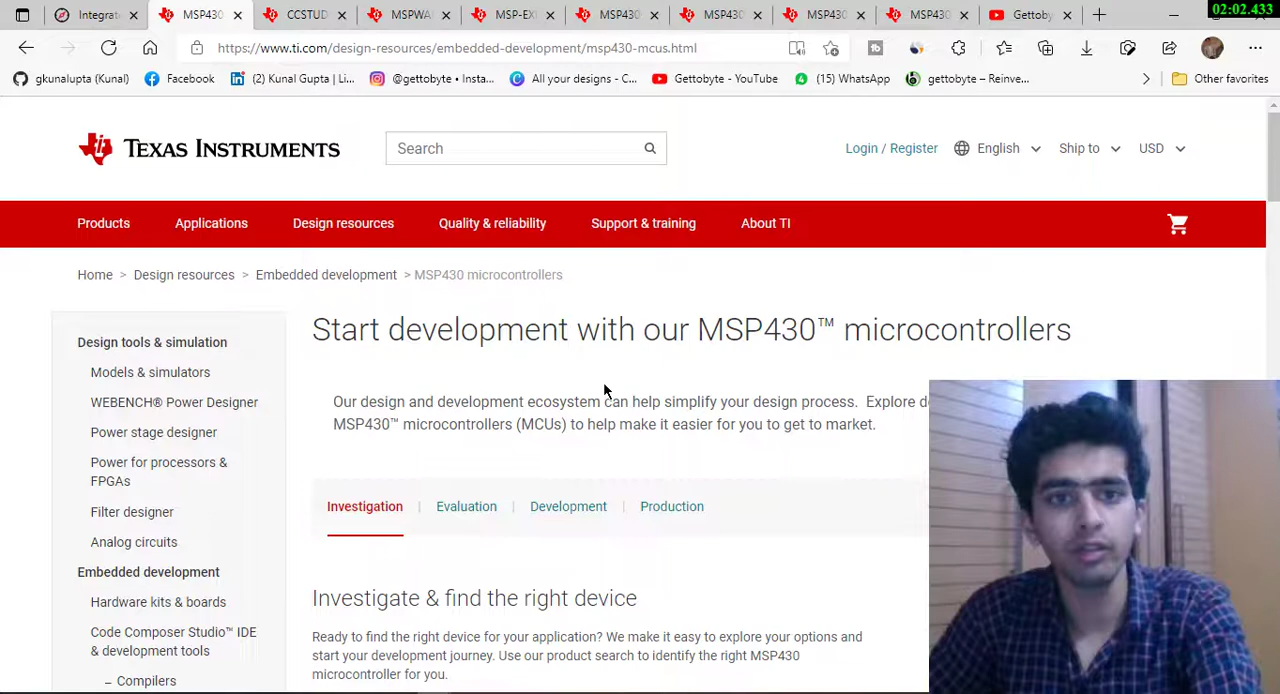 02:02.433
Integrat
MSP430
CCSTUD
MSPWA
MSP-EX
MSP430
MSP430
MSP430
MSP430
Gettob
https://www.ti.com/design-resources/embedded-development/msp430-mcus.html
gkunalupta (Kunal)
Facebook
(2) Kunal Gupta | Li...
@gettobyte • Insta...
All your designs - C...
Gettobyte - YouTube
(15) WhatsApp
gettobyte – Reinve...
Other favorites
TEXAS INSTRUMENTS
Search
Login / Register
English
Ship to
USD
Products
Applications
Design resources
Quality & reliability
Support & training
About TI
Home > Design resources > Embedded development > MSP430 microcontrollers
Design tools & simulation
Models & simulators
WEBENCH® Power Designer
Power stage designer
Power for processors &
FPGAs
Filter designer
Analog circuits
Embedded development
Hardware kits & boards
Code Composer Studio™ IDE
& development tools
– Compilers
Start development with our MSP430™ microcontrollers
Our design and development ecosystem can help simplify your design process. Explore d
MSP430™ microcontrollers (MCUs) to help make it easier for you to get to market.
Investigation | Evaluation | Development | Production
Investigate & find the right device
Ready to find the right device for your application? We make it easy to explore your options and
start your development journey. Use our product search to identify the right MSP430
microcontroller for you.